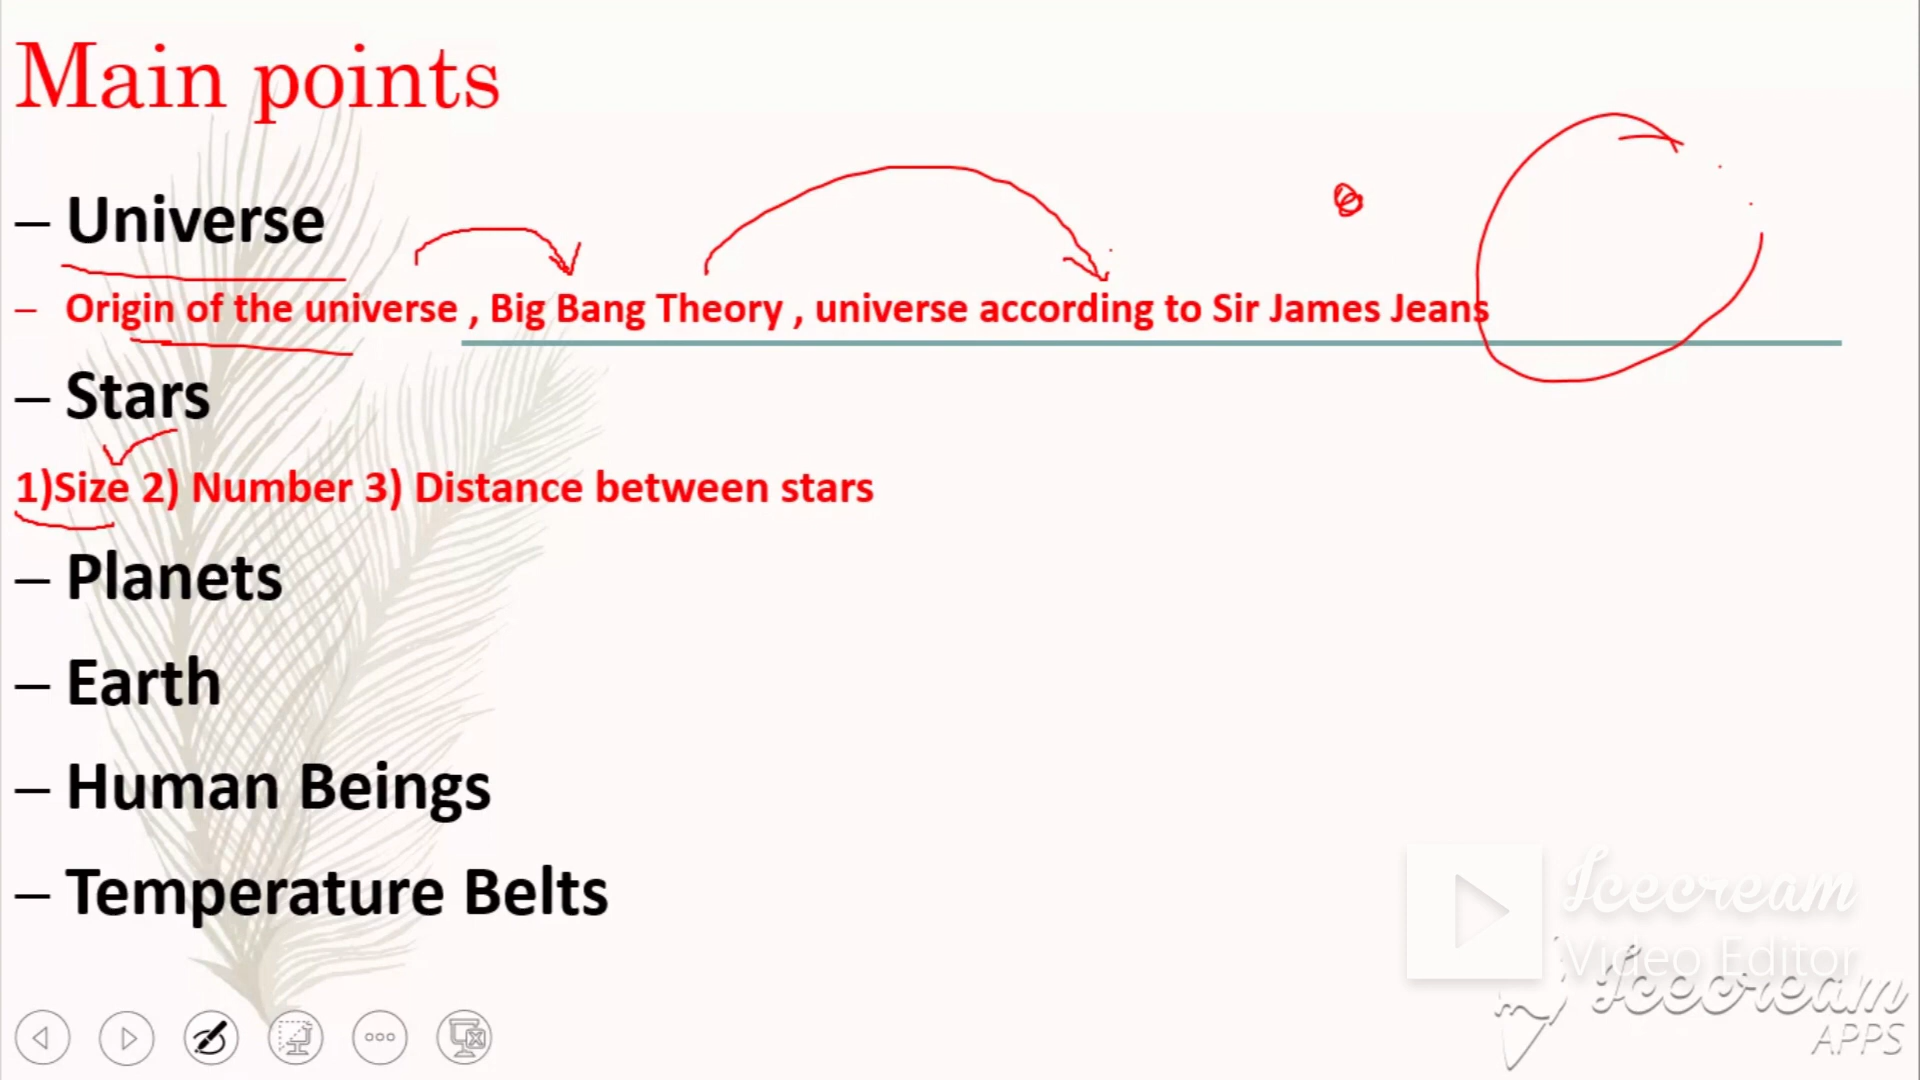 Main points
– Universe
– Origin of the universe , Big Bang Theory , universe according to Sir James Jeans
– Stars
1)Size 2) Number 3) Distance between stars
– Planets
– Earth
– Human Beings
– Temperature Belts
Icecream
Video Editor
Icecream
APPS